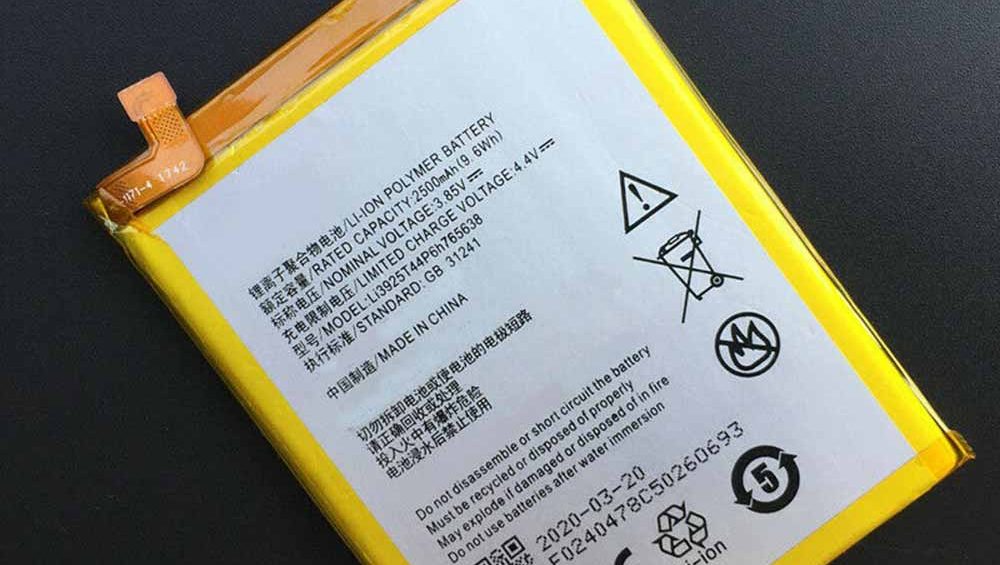 H71-4 1742
锂离子聚合物电池/LI-ION POLYMER BATTERY
额定容量/RATED CAPACITY:2500mAh(9.6Wh)
标称电压/NOMINAL VOLTAGE:3.85V
充电限制电压/LIMITED CHARGE VOLTAGE:4.4V
型号/MODEL:Li3925T44P6h765638
执行标准/STANDARD: GB 31241
中国制造/MADE IN CHINA
切勿拆卸电池或使电池的电极短路
请正确回收或处理
投入火中有爆炸危险
电池浸水后禁止使用
Do not disassemble or short circuit the battery
Must be recycled or disposed of properly
May explode if damaged or disposed of in fire
Do not use battery after water immersion
2020-03-20
F0240478C50260693
5
Li-ion